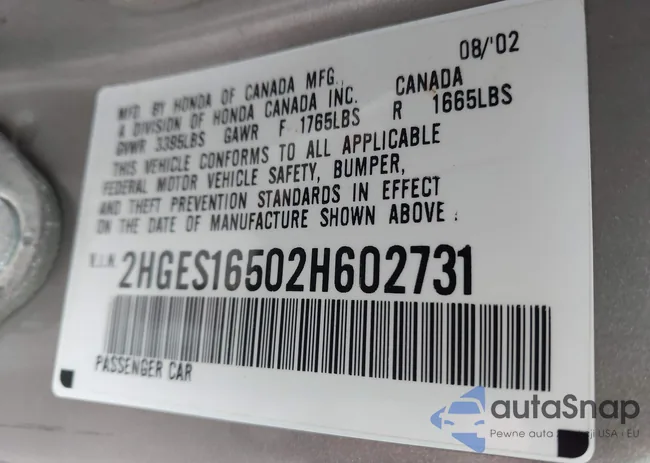 08/'02
MFD. BY HONDA OF CANADA MFG., CANADA
A DIVISION OF HONDA CANADA INC.
GVWR 3395LBS GAWR F 1765LBS R 1665LBS
THIS VEHICLE CONFORMS TO ALL APPLICABLE
FEDERAL MOTOR VEHICLE SAFETY, BUMPER,
AND THEFT PREVENTION STANDARDS IN EFFECT
ON THE DATE OF MANUFACTURE SHOWN ABOVE.
V.I.N. 2HGES16502H602731
PASSENGER CAR
autaSnap
Pewne auta z USA i EU